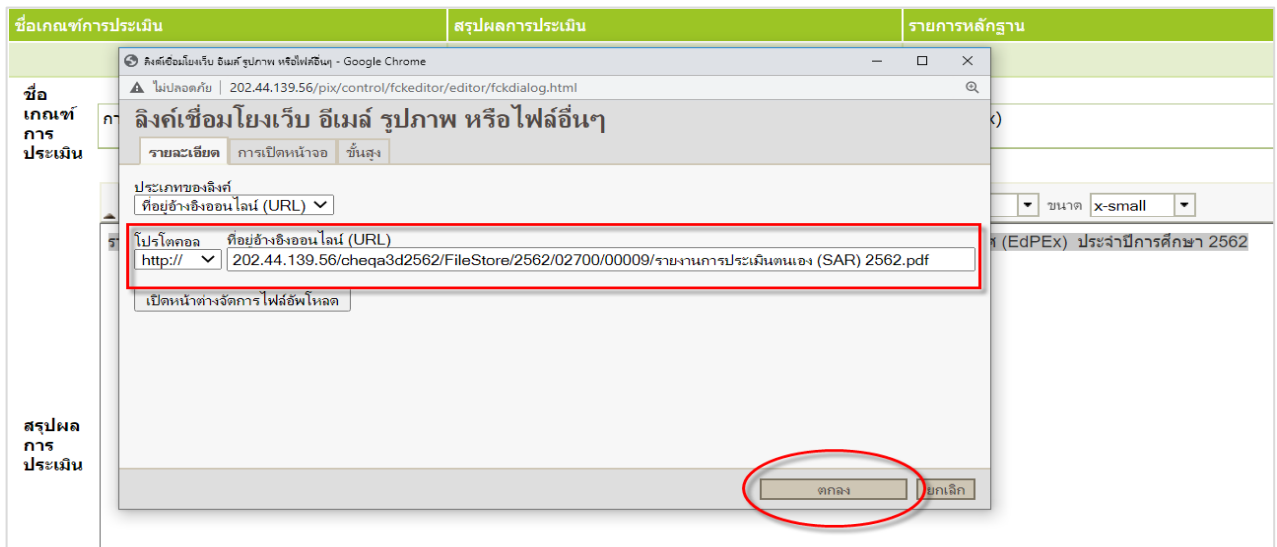 ชื่อเกณฑ์การประเมิน สรุปผลการประเมิน รายการหลักฐาน
ลิงค์เชื่อมโยงเว็บ อีเมล์ รูปภาพ หรือไฟล์อื่นๆ - Google Chrome
ไม่ปลอดภัย | 202.44.139.56/pix/control/fckeditor/editor/fckdialog.html
ชื่อ
เกณฑ์
การ
ประเมิน
ลิงค์เชื่อมโยงเว็บ อีเมล์ รูปภาพ หรือไฟล์อื่นๆ
รายละเอียด การเปิดหน้าจอ ขั้นสูง
ประเภทของลิงค์
ที่อยู่อ้างอิงออนไลน์ (URL)
ขนาด x-small
โปรโตคอล ที่อยู่อ้างอิงออนไลน์ (URL)
(EdPEx) ประจำปีการศึกษา 2562
http:// 202.44.139.56/cheqa3d2562/FileStore/2562/02700/00009/รายงานการประเมินตนเอง (SAR) 2562.pdf
เปิดหน้าต่างจัดการไฟล์อัพโหลด
สรุปผล
การ
ประเมิน
ตกลง ยกเลิก